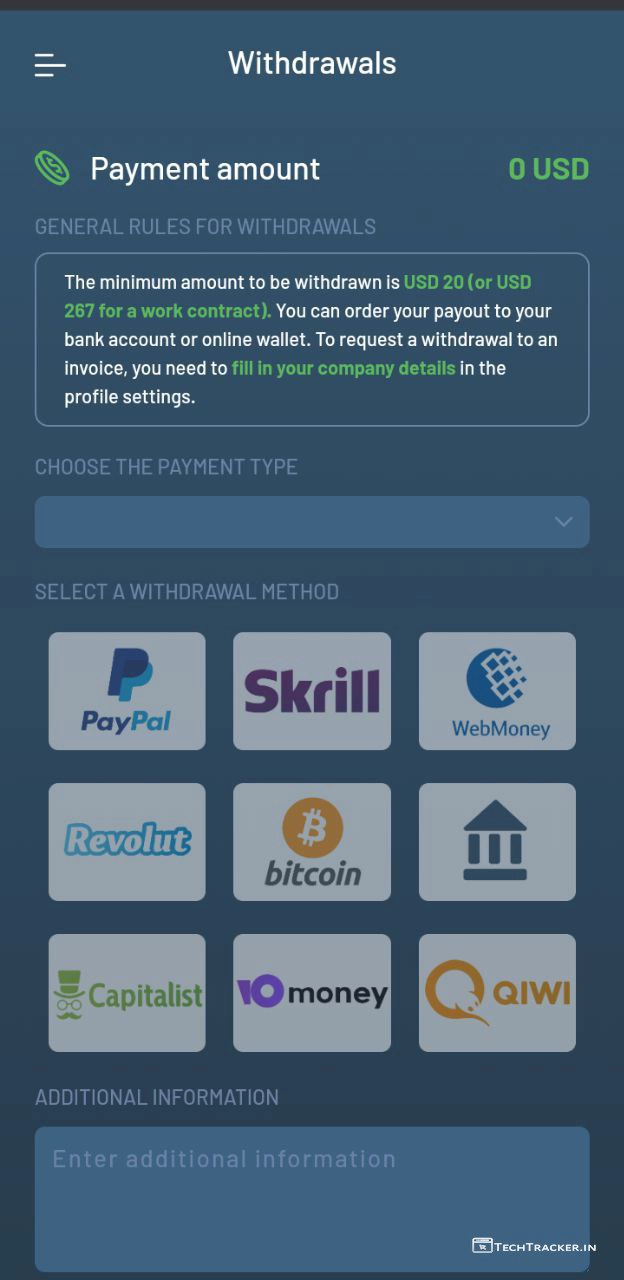 Withdrawals
Payment amount 0 USD
GENERAL RULES FOR WITHDRAWALS
The minimum amount to be withdrawn is USD 20 (or USD
267 for a work contract). You can order your payout to your
bank account or online wallet. To request a withdrawal to an
invoice, you need to fill in your company details in the
profile settings.
CHOOSE THE PAYMENT TYPE
SELECT A WITHDRAWAL METHOD
PayPal Skrill WebMoney
Revolut bitcoin
Capitalist Ю money QIWI
ADDITIONAL INFORMATION
Enter additional information
TECHTRACKER.IN